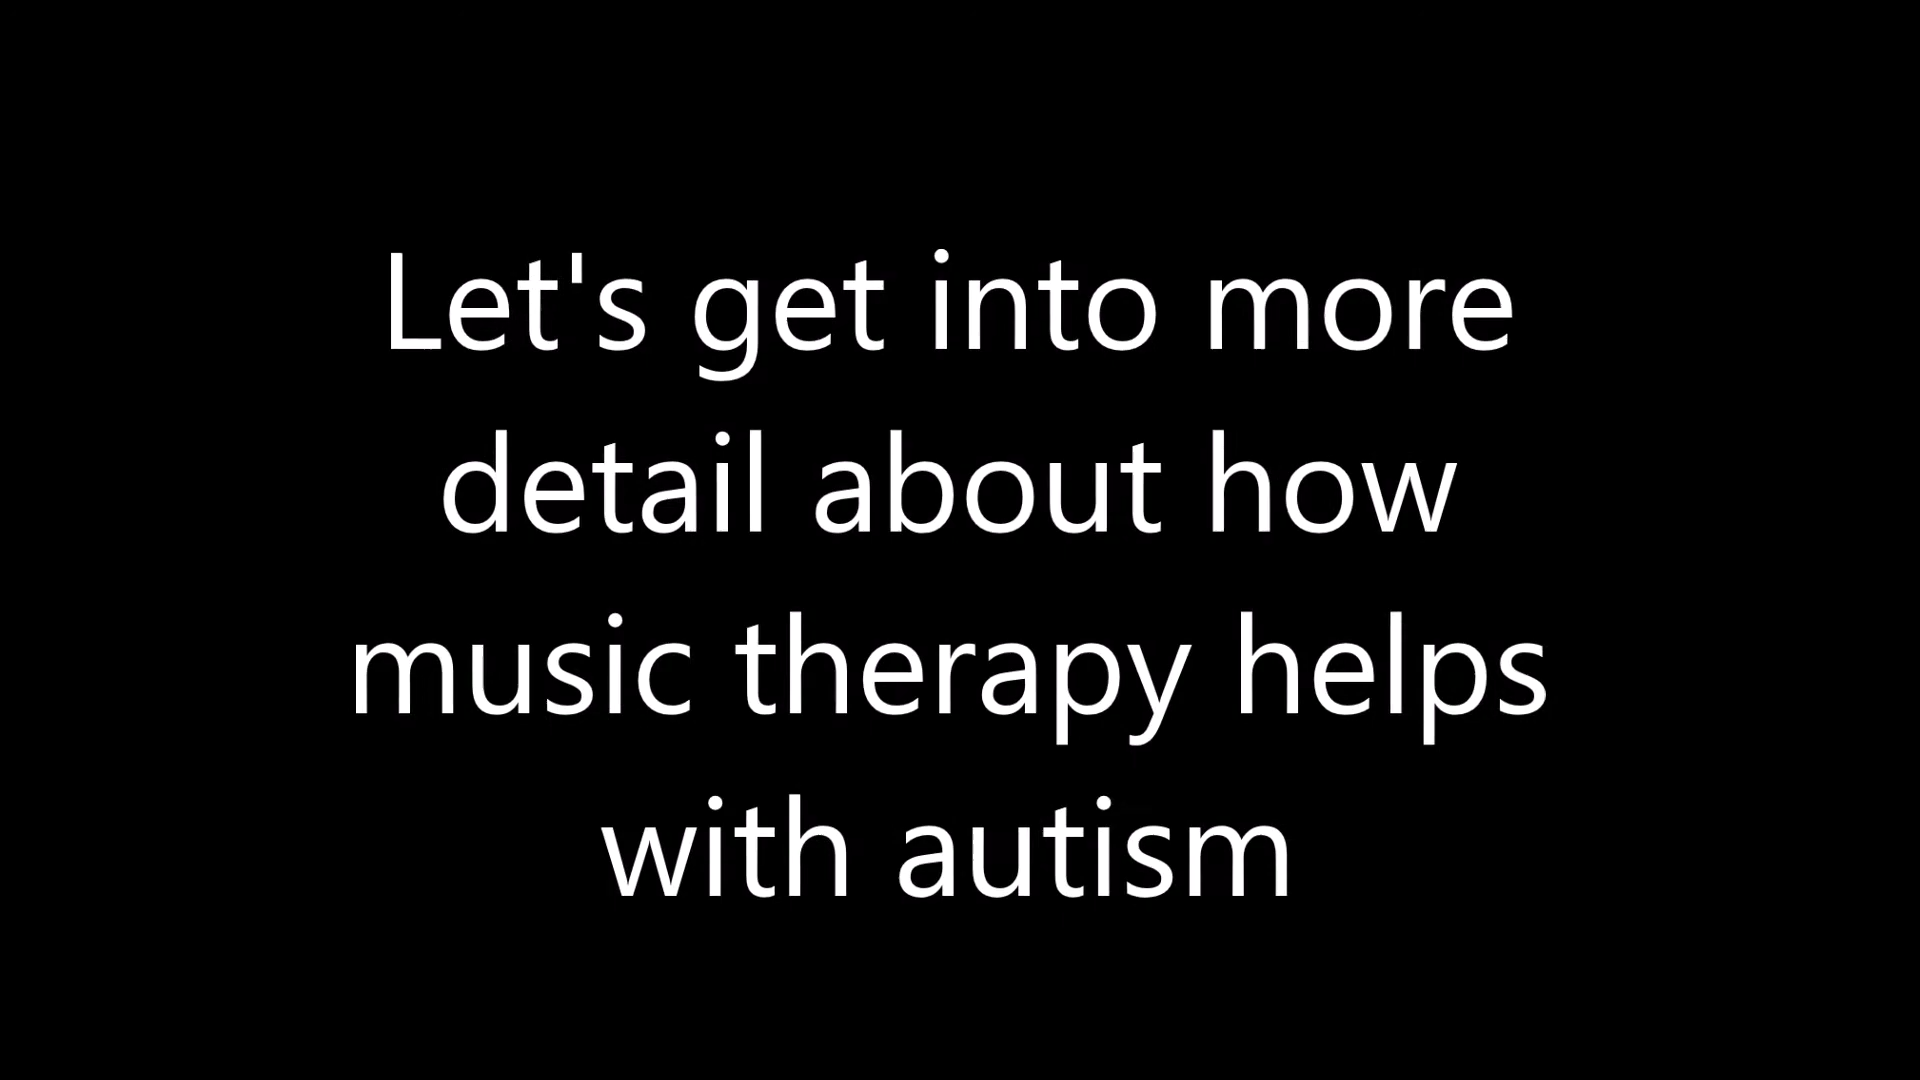 Let's get into more
detail about how
music therapy helps
with autism